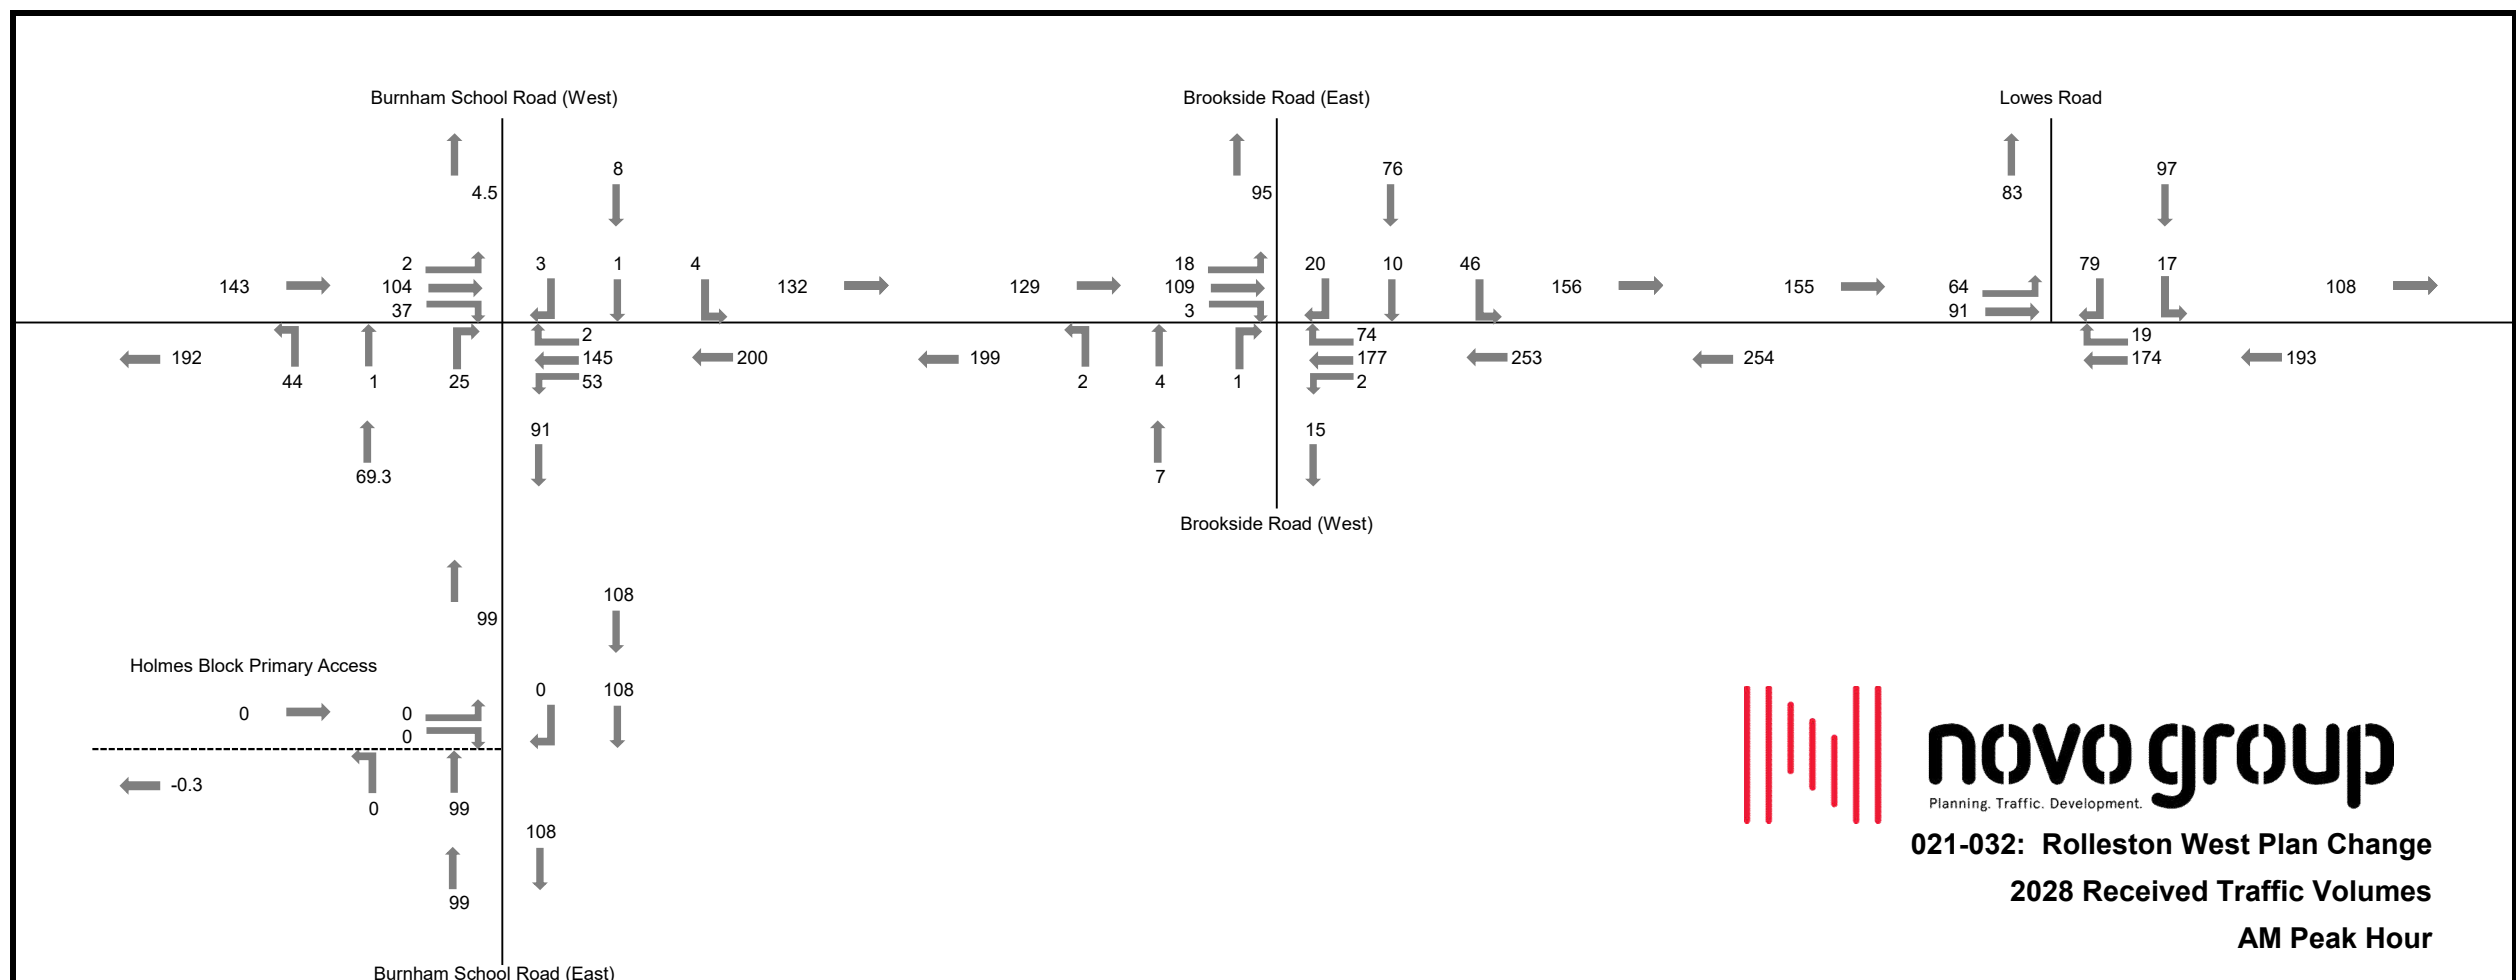 Burnham School Road (West) Brookside Road (East) Lowes Road
8 76 97
4.5 95 83
2 3 1 4 18 20 10 46 64 79 17
143 104 132 129 109 156 155 91 108
37 3
2 74 19
192 145 200 199 177 253 254 174 193
44 1 25 53 2 4 1 2
91 15
69.3 7
Brookside Road (West)
108
99
Holmes Block Primary Access
0 108
0 0
0
-0.3
0 99
108
99
Burnham School Road (East)
novo group
Planning. Traffic. Development.
021-032: Rolleston West Plan Change
2028 Received Traffic Volumes
AM Peak Hour